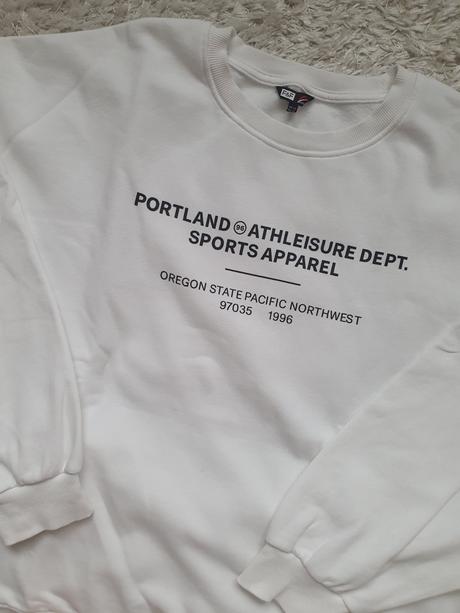 PORTLAND 96 ATHLEISURE DEPT.
SPORTS APPAREL
OREGON STATE PACIFIC NORTHWEST
97035 1996